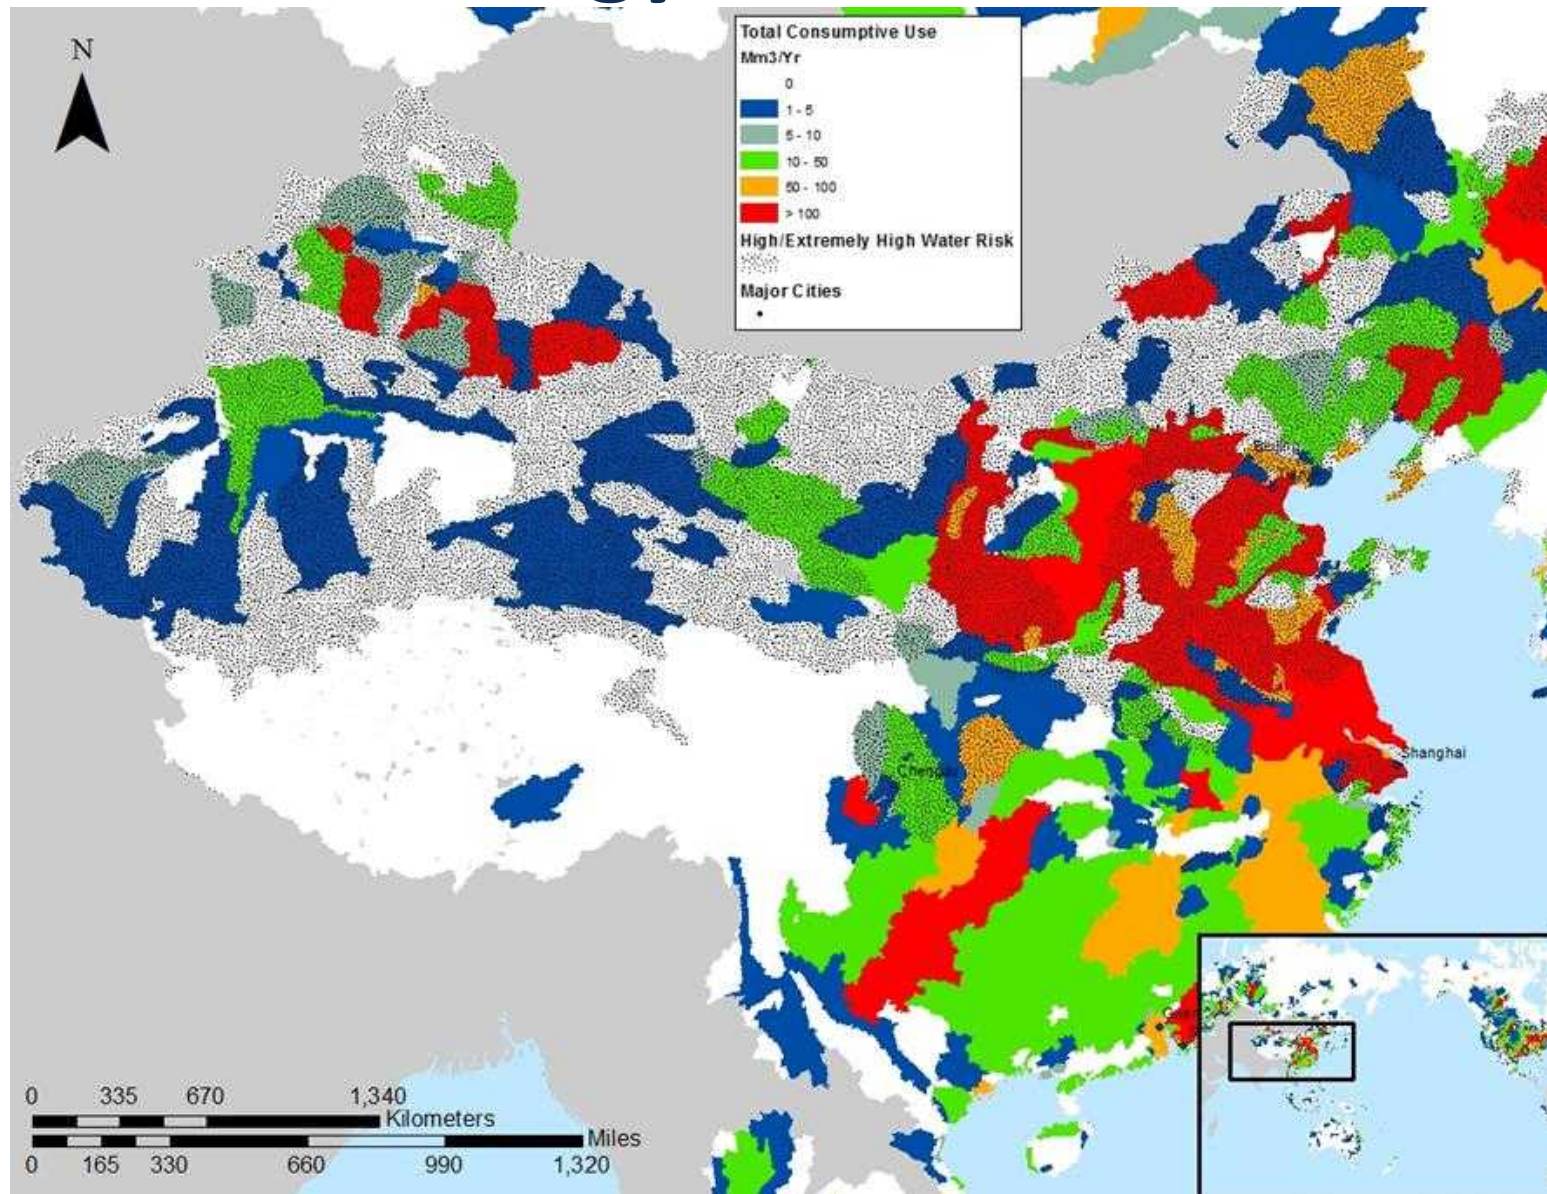 N
Total Consumptive Use
Mm3/Yr
0
1 - 5
5 - 10
10 - 50
50 - 100
> 100
High/Extremely High Water Risk
Major Cities
Shanghai
0 335 670 1,340
Kilometers
Miles
0 165 330 660 990 1,320